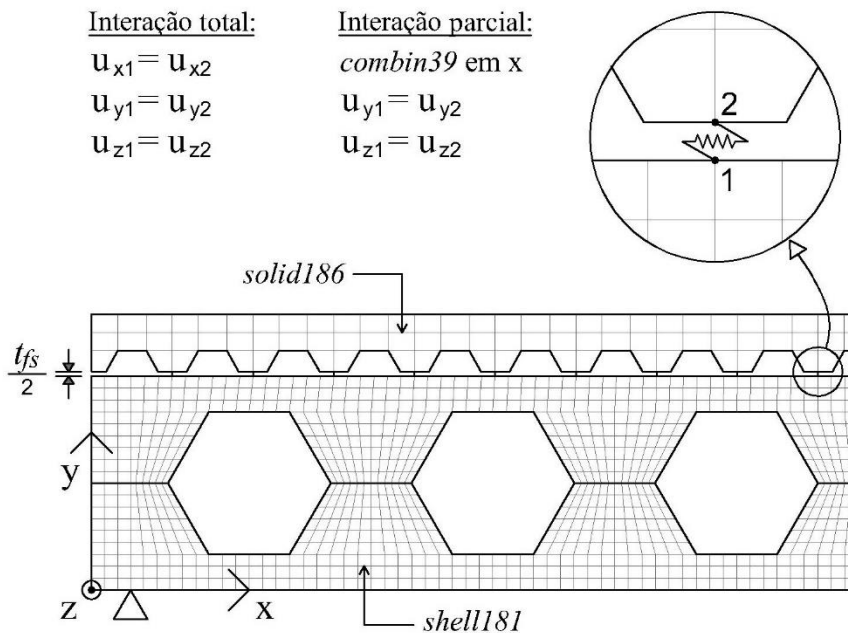 Interação total:
u_x1 = u_x2
u_y1 = u_y2
u_z1 = u_z2
Interação parcial:
combin39 em x
u_y1 = u_y2
u_z1 = u_z2
2
1
solid186
t_fs
2
y
z
x
shell181